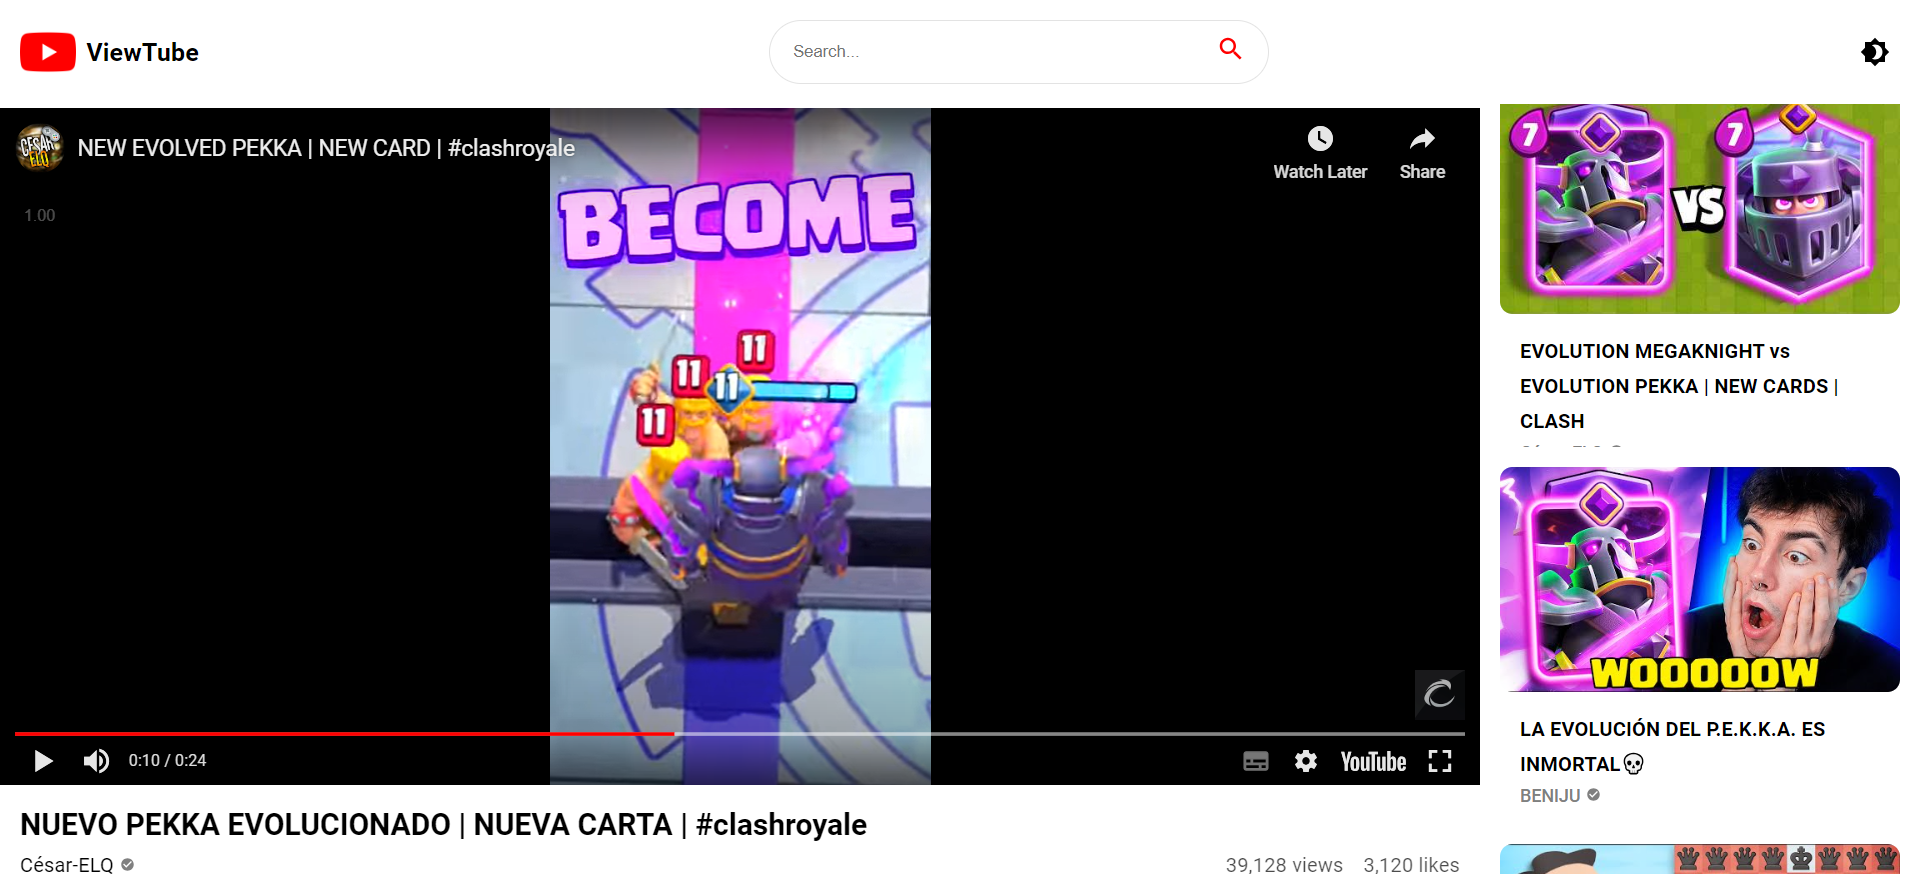 ViewTube
Search...
NEW EVOLVED PEKKA | NEW CARD | #clashroyale
CÉSAR
ELQ
Watch Later
Share
1.00
BECOME
11
11
11
11
0:10 / 0:24
YouTube
NUEVO PEKKA EVOLUCIONADO | NUEVA CARTA | #clashroyale
César-ELQ
39,128 views
3,120 likes
7
VS
7
EVOLUTION MEGAKNIGHT vs
EVOLUTION PEKKA | NEW CARDS |
CLASH
WOOOOOW
LA EVOLUCIÓN DEL P.E.K.K.A. ES
INMORTAL💀
BENIJU